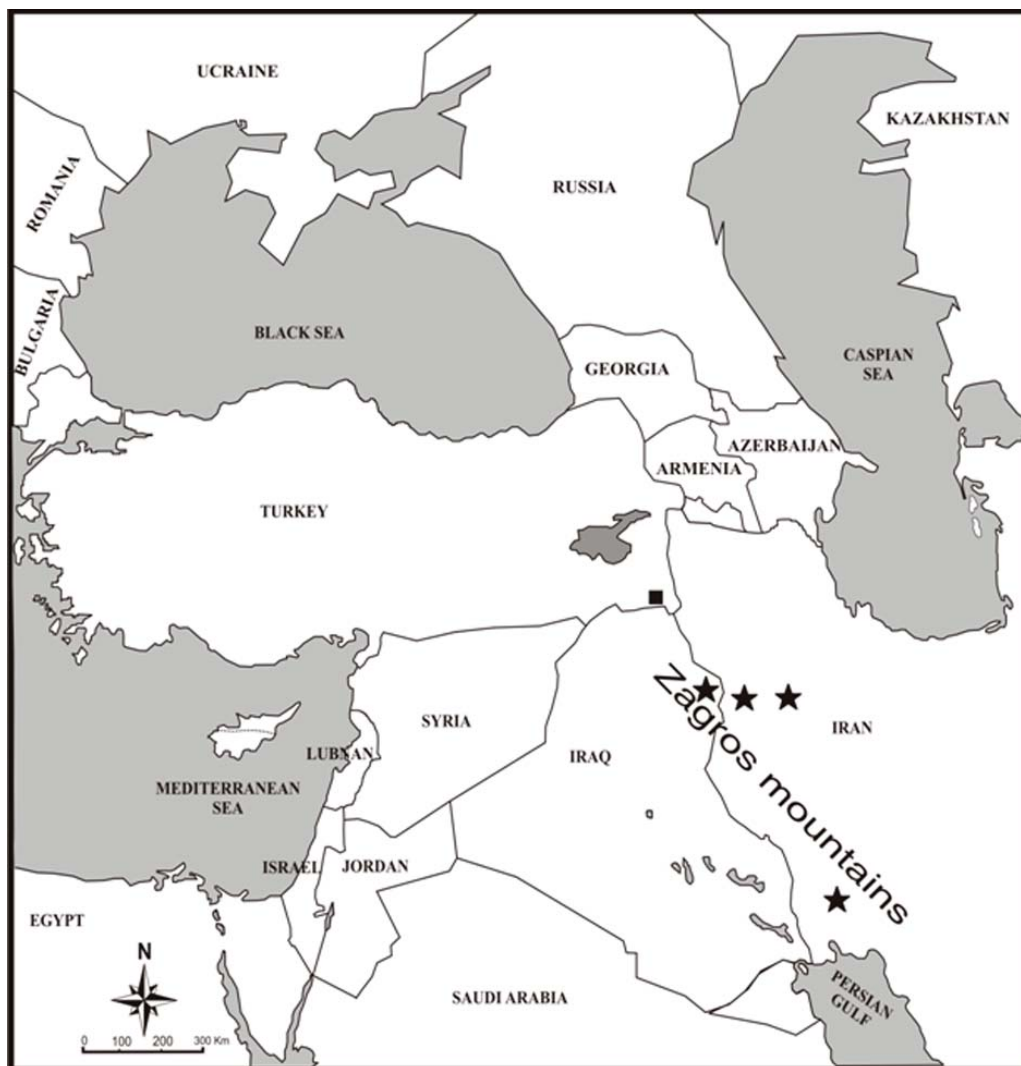 UCRAINE
KAZAKHSTAN
ROMANIA
RUSSIA
BULGARIA
BLACK SEA
GEORGIA
CASPIAN
SEA
AZERBAIJAN
ARMENIA
TURKEY
Zagros mountains
SYRIA
IRAN
LUBNAN
IRAQ
MEDITERRANEAN
SEA
ISRAEL
JORDAN
EGYPT
N
PERSIAN
GULF
SAUDI ARABIA
0 100 200 300 Km